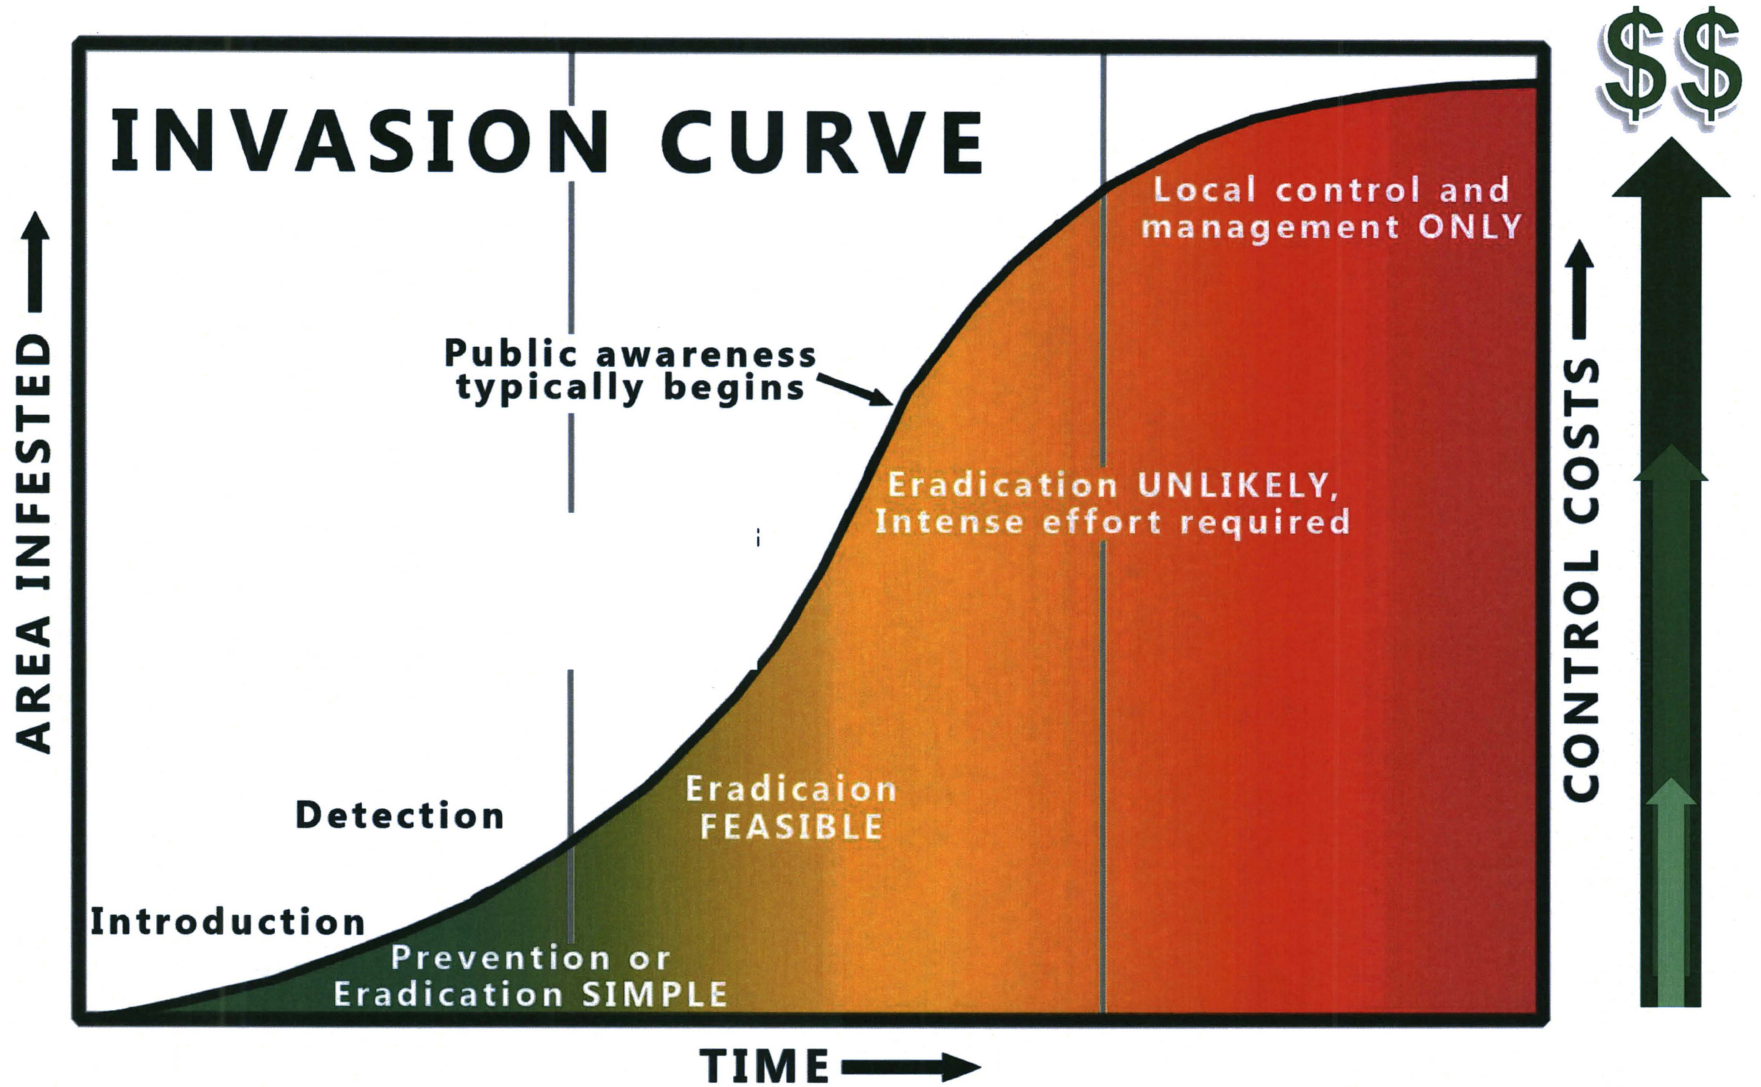 $$
INVASION CURVE
Local control and
management ONLY
Public awareness
typically begins
Eradication UNLIKELY,
Intense effort required
Eradicaion
FEASIBLE
Detection
Introduction
Prevention or
Eradication SIMPLE
AREA INFESTED
CONTROL COSTS
TIME